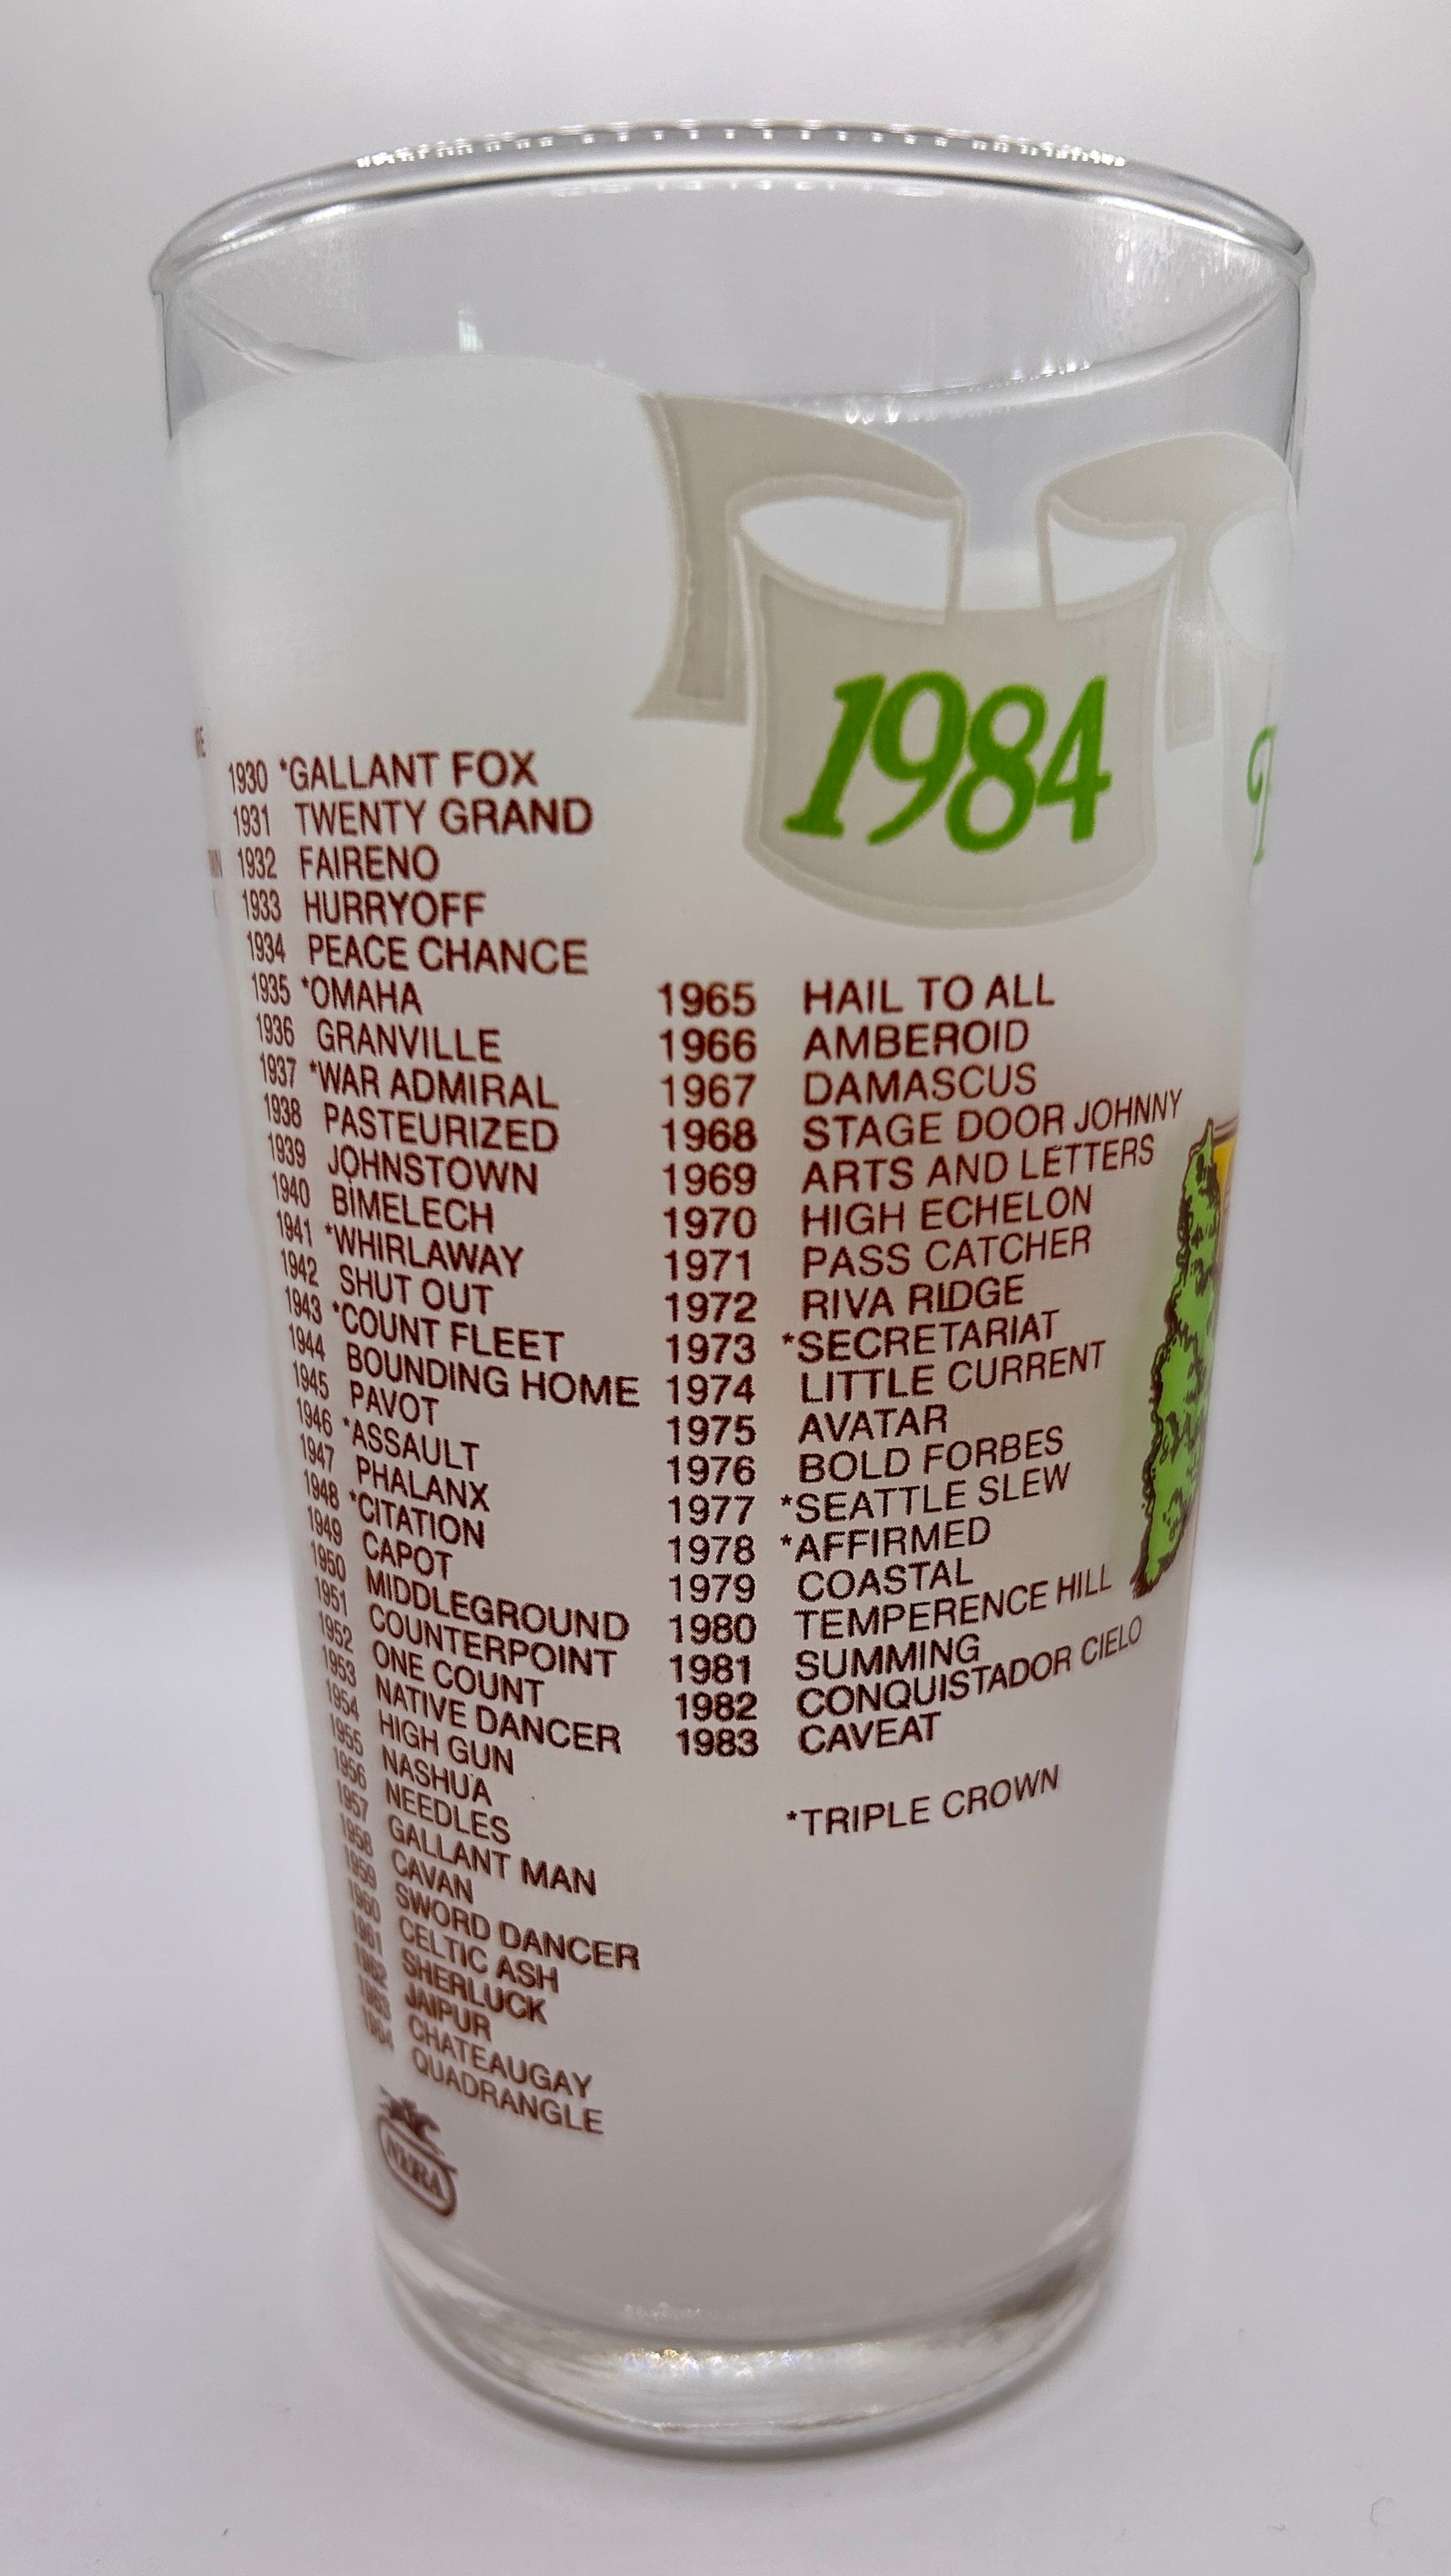 1984
1930 *GALLANT FOX
1931 TWENTY GRAND
1932 FAIRENO
1933 HURRYOFF
1934 PEACE CHANCE
1935 *OMAHA
1936 GRANVILLE
1937 *WAR ADMIRAL
1938 PASTEURIZED
1939 JOHNSTOWN
1940 BIMELECH
1941 *WHIRLAWAY
1942 SHUT OUT
1943 *COUNT FLEET
1944 BOUNDING HOME
1945 PAVOT
1946 *ASSAULT
1947 PHALANX
1948 *CITATION
1949 CAPOT
1950 MIDDLEGROUND
1951 COUNTERPOINT
1952 ONE COUNT
1953 NATIVE DANCER
1954 HIGH GUN
1955 NASHUA
1956 NEEDLES
1957 GALLANT MAN
1958 CAVAN
1959 SWORD DANCER
1960 CELTIC ASH
1961 SHERLUCK
1962 JAIPUR
1963 CHATEAUGAY
1964 QUADRANGLE
NYRA
1965 HAIL TO ALL
1966 AMBEROID
1967 DAMASCUS
1968 STAGE DOOR JOHNNY
1969 ARTS AND LETTERS
1970 HIGH ECHELON
1971 PASS CATCHER
1972 RIVA RIDGE
1973 *SECRETARIAT
1974 LITTLE CURRENT
1975 AVATAR
1976 BOLD FORBES
1977 *SEATTLE SLEW
1978 *AFFIRMED
1979 COASTAL
1980 TEMPERENCE HILL
1981 SUMMING
1982 CONQUISTADOR CIELO
1983 CAVEAT
*TRIPLE CROWN